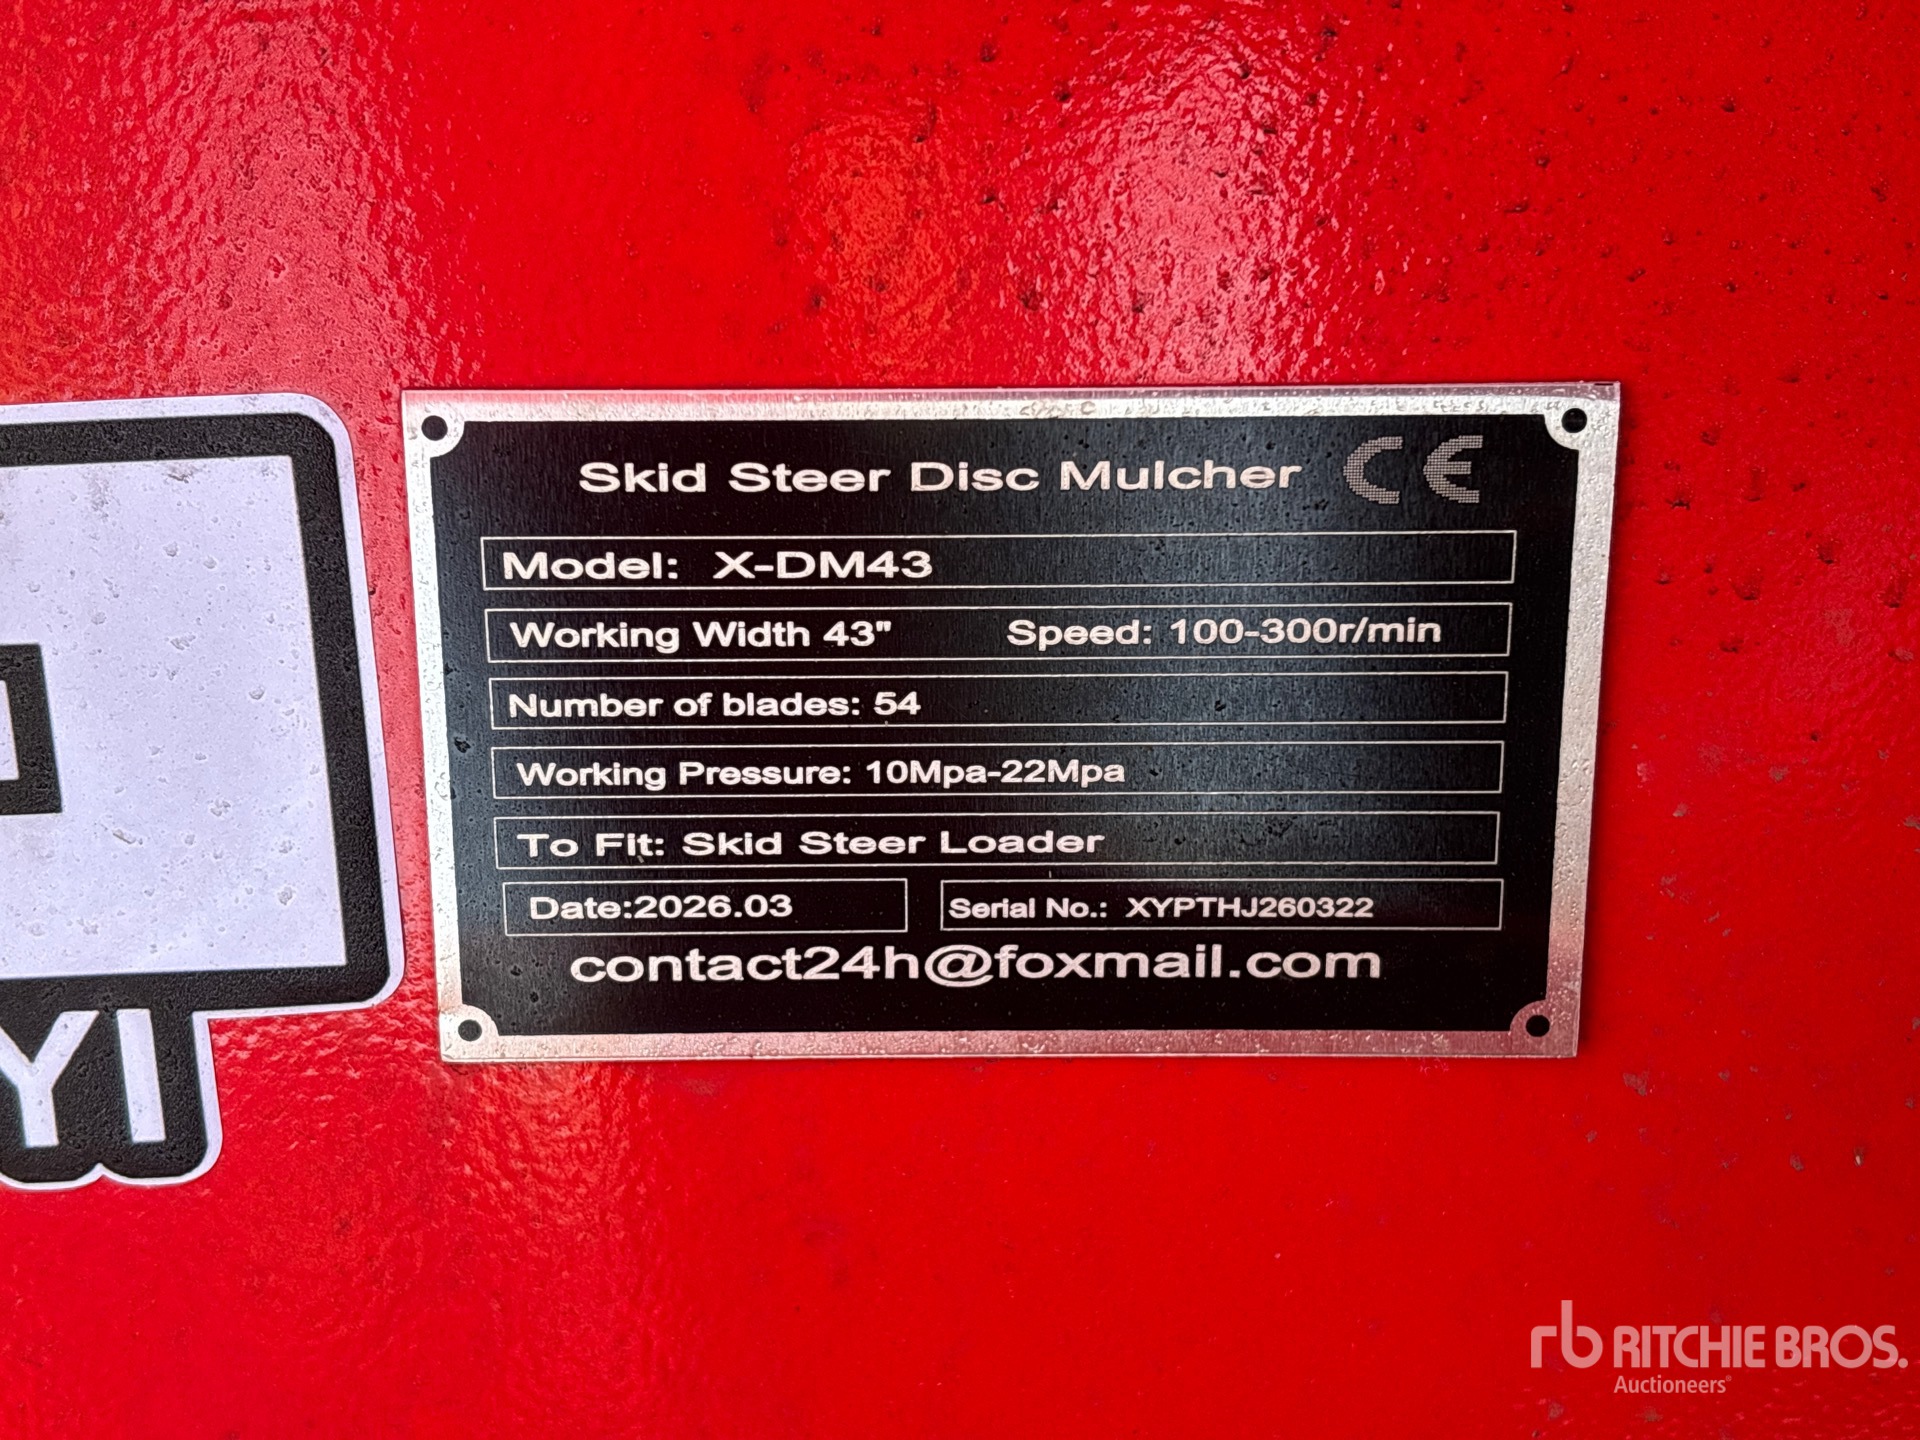 Skid Steer Disc Mulcher CE
Model: X-DM43
Working Width 43" Speed: 100-300r/min
Number of blades: 54
Working Pressure: 10Mpa-22Mpa
To Fit: Skid Steer Loader
Date:2026.03 Serial No.: XYPTHJ260322
contact24h@foxmail.com
YI
rb RITCHIE BROS.
Auctioneers®